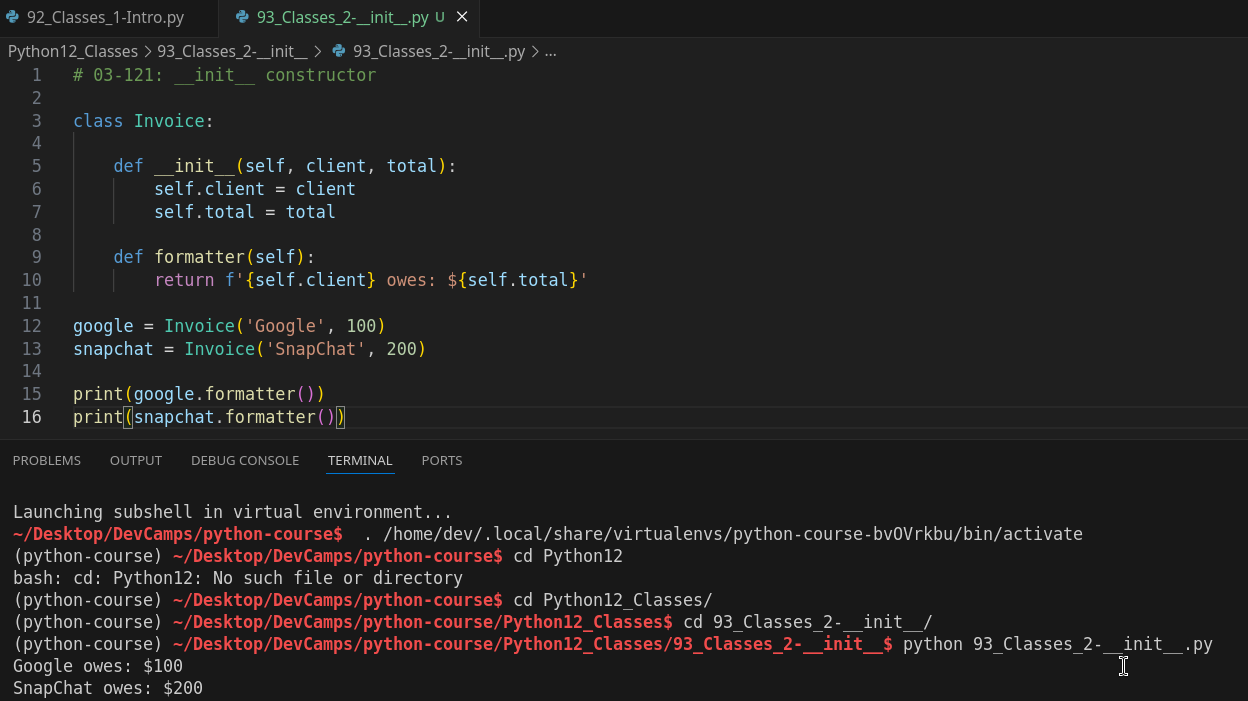 92_Classes_1-Intro.py 93_Classes_2-__init__.py U
Python12_Classes > 93_Classes_2-__init__ > 93_Classes_2-__init__.py > ...
1 # 03-121: __init__ constructor
2
3 class Invoice:
4
5     def __init__(self, client, total):
6         self.client = client
7         self.total = total
8
9     def formatter(self):
10         return f'{self.client} owes: ${self.total}'
11
12 google = Invoice('Google', 100)
13 snapchat = Invoice('SnapChat', 200)
14
15 print(google.formatter())
16 print(snapchat.formatter())
PROBLEMS OUTPUT DEBUG CONSOLE TERMINAL PORTS
Launching subshell in virtual environment...
~/Desktop/DevCamps/python-course$  . /home/dev/.local/share/virtualenvs/python-course-bvOVrkbu/bin/activate
(python-course) ~/Desktop/DevCamps/python-course$ cd Python12
bash: cd: Python12: No such file or directory
(python-course) ~/Desktop/DevCamps/python-course$ cd Python12_Classes/
(python-course) ~/Desktop/DevCamps/python-course/Python12_Classes$ cd 93_Classes_2-__init__/
(python-course) ~/Desktop/DevCamps/python-course/Python12_Classes/93_Classes_2-__init__$ python 93_Classes_2-__init__.py
Google owes: $100
SnapChat owes: $200